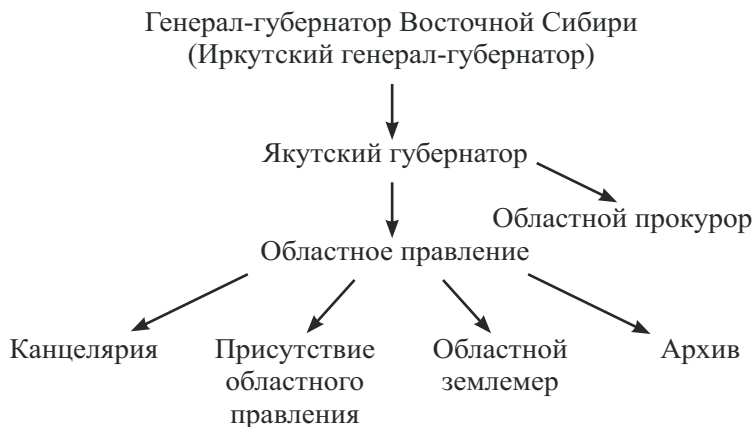 Генерал-губернатор Восточной Сибири
(Иркутский генерал-губернатор)
Якутский губернатор
Областной прокурор
Областное правление
Канцелярия
Присутствие
областного
правления
Областной
землемер
Архив